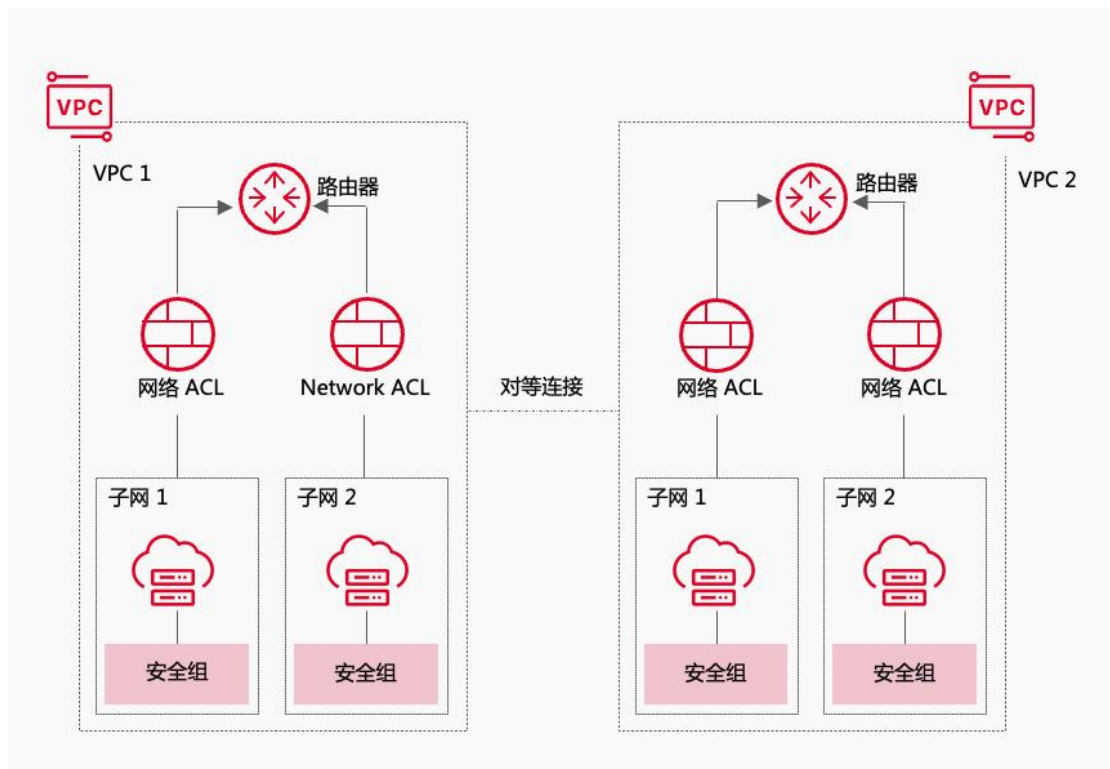 VPC
VPC
VPC 1
路由器
路由器
VPC 2
网络 ACL
Network ACL
对等连接
网络 ACL
网络 ACL
子网 1
子网 2
子网 1
子网 2
安全组
安全组
安全组
安全组